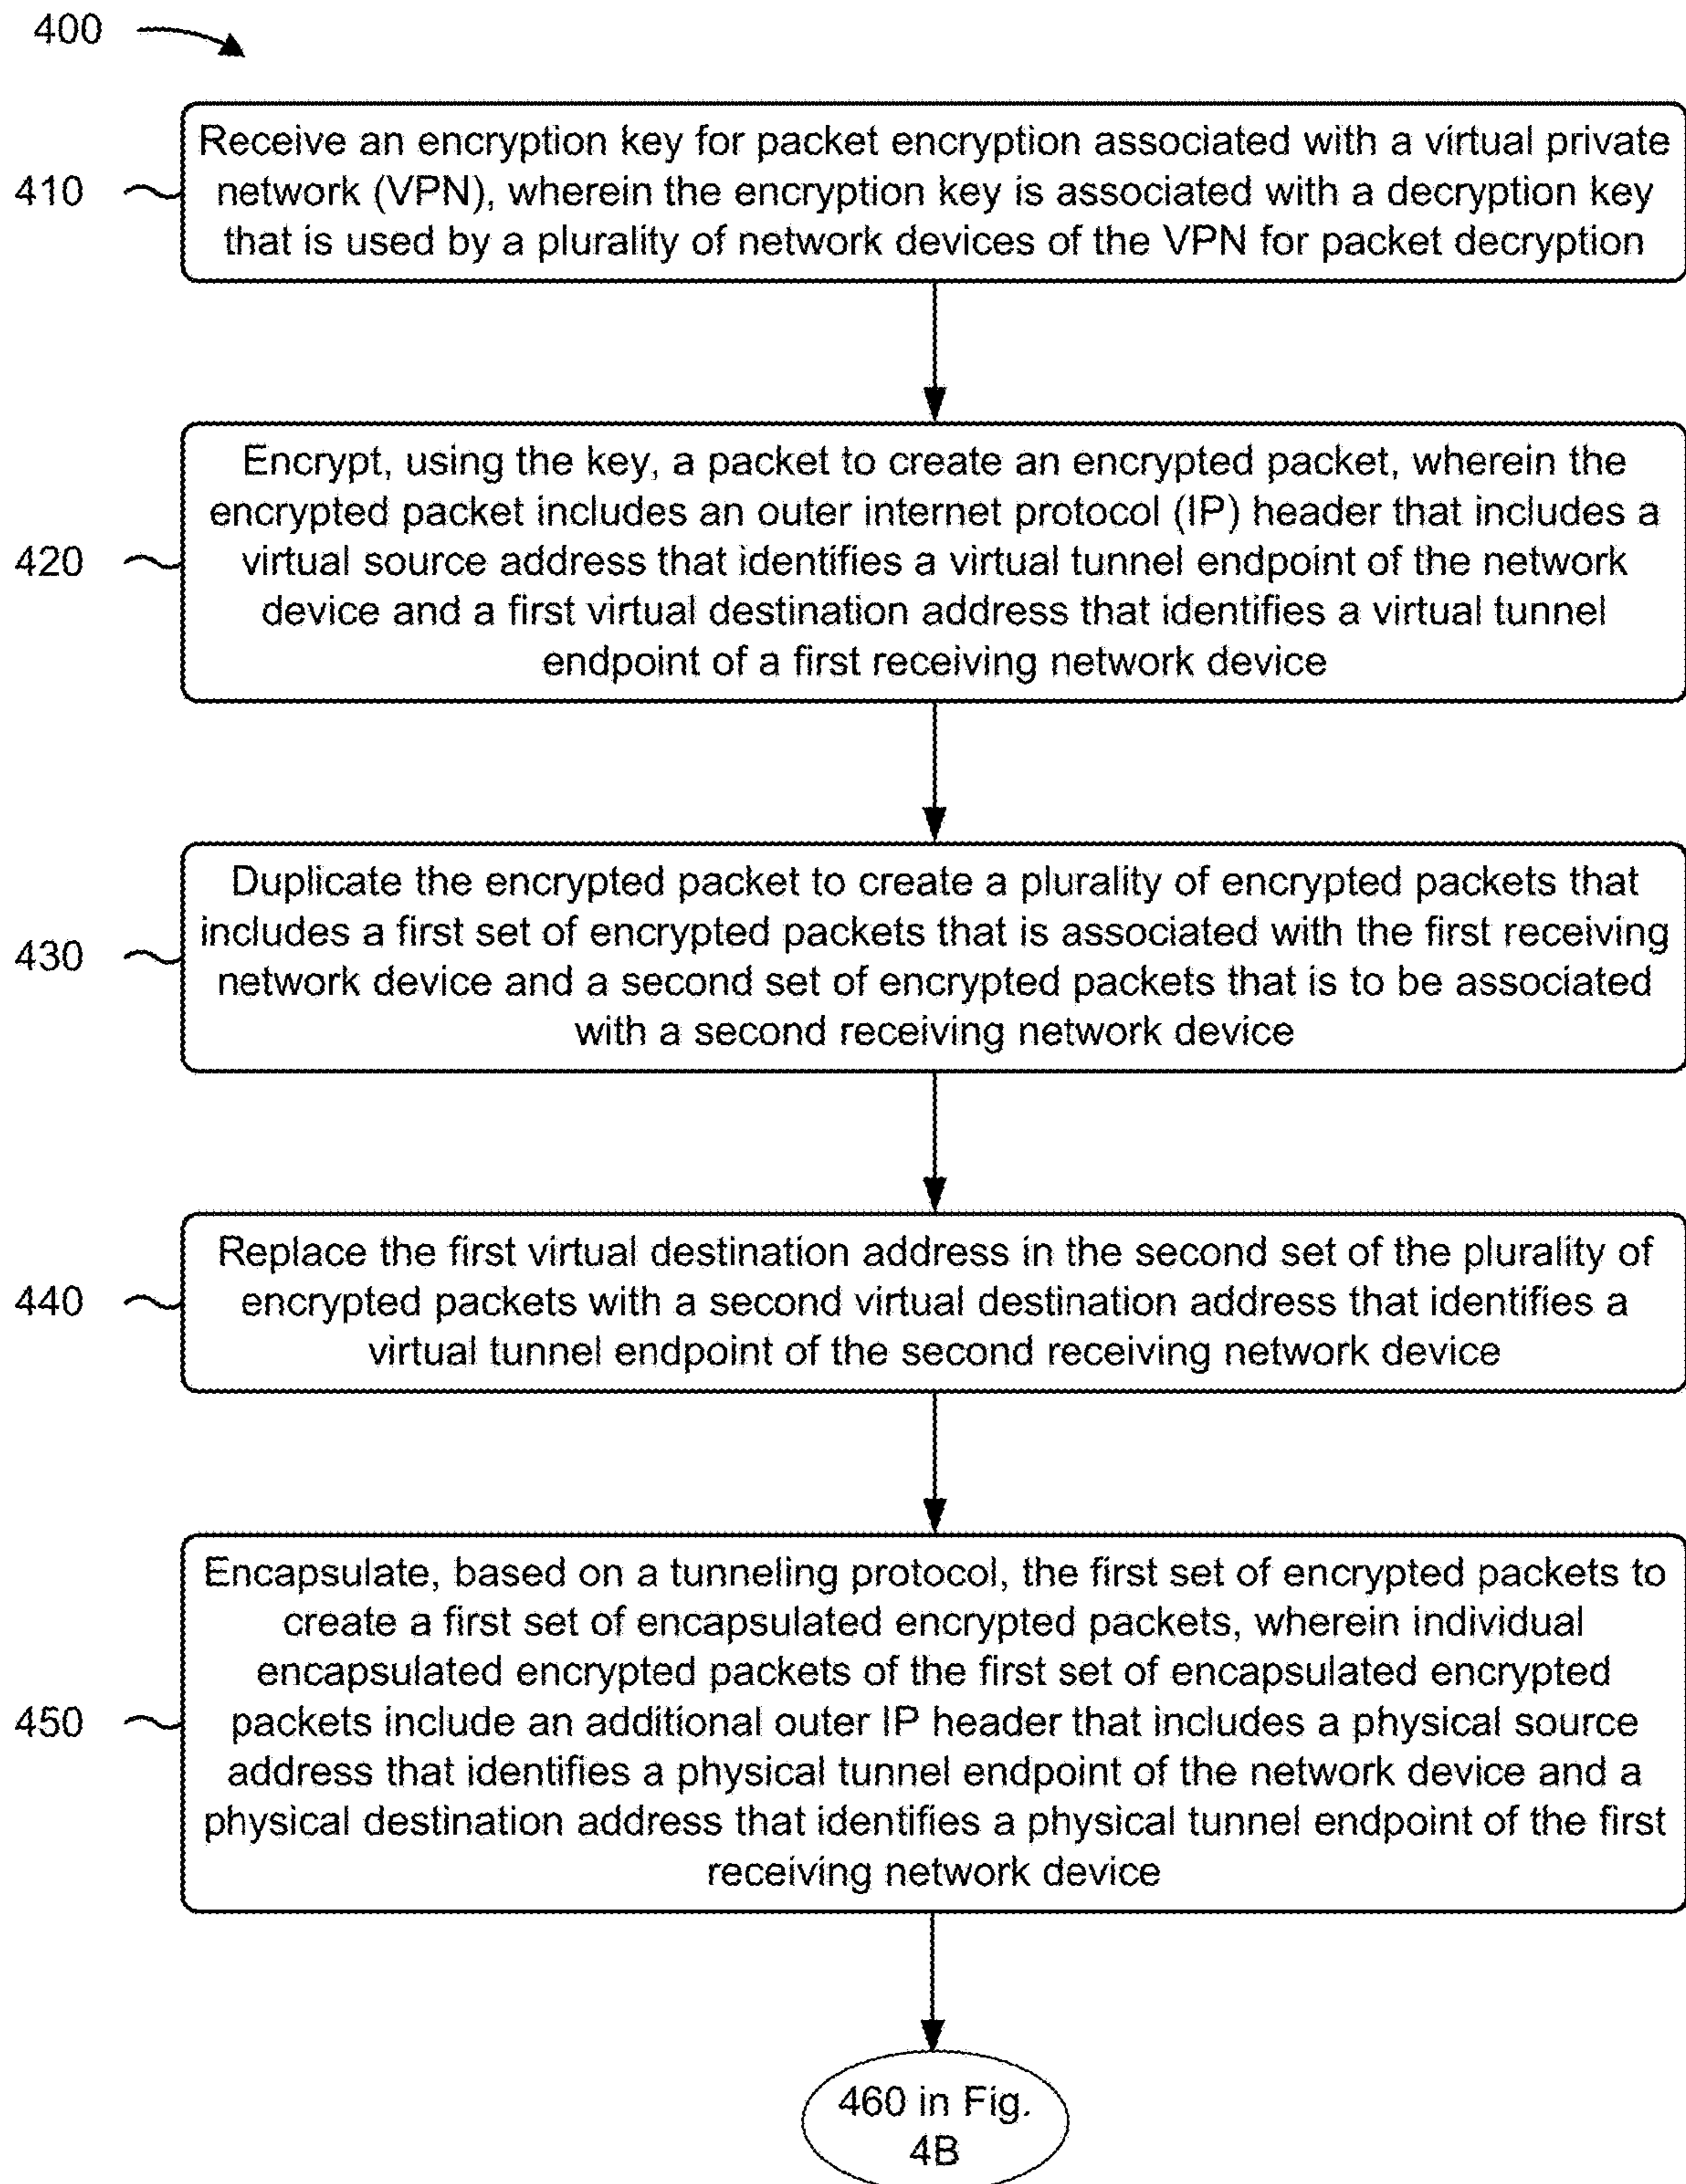 400
410
Receive an encryption key for packet encryption associated with a virtual private
network (VPN), wherein the encryption key is associated with a decryption key
that is used by a plurality of network devices of the VPN for packet decryption
420
Encrypt, using the key, a packet to create an encrypted packet, wherein the
encrypted packet includes an outer internet protocol (IP) header that includes a
virtual source address that identifies a virtual tunnel endpoint of the network
device and a first virtual destination address that identifies a virtual tunnel
endpoint of a first receiving network device
430
Duplicate the encrypted packet to create a plurality of encrypted packets that
includes a first set of encrypted packets that is associated with the first receiving
network device and a second set of encrypted packets that is to be associated
with a second receiving network device
440
Replace the first virtual destination address in the second set of the plurality of
encrypted packets with a second virtual destination address that identifies a
virtual tunnel endpoint of the second receiving network device
450
Encapsulate, based on a tunneling protocol, the first set of encrypted packets to
create a first set of encapsulated encrypted packets, wherein individual
encapsulated encrypted packets of the first set of encapsulated encrypted
packets include an additional outer IP header that includes a physical source
address that identifies a physical tunnel endpoint of the network device and a
physical destination address that identifies a physical tunnel endpoint of the first
receiving network device
460 in Fig.
4B